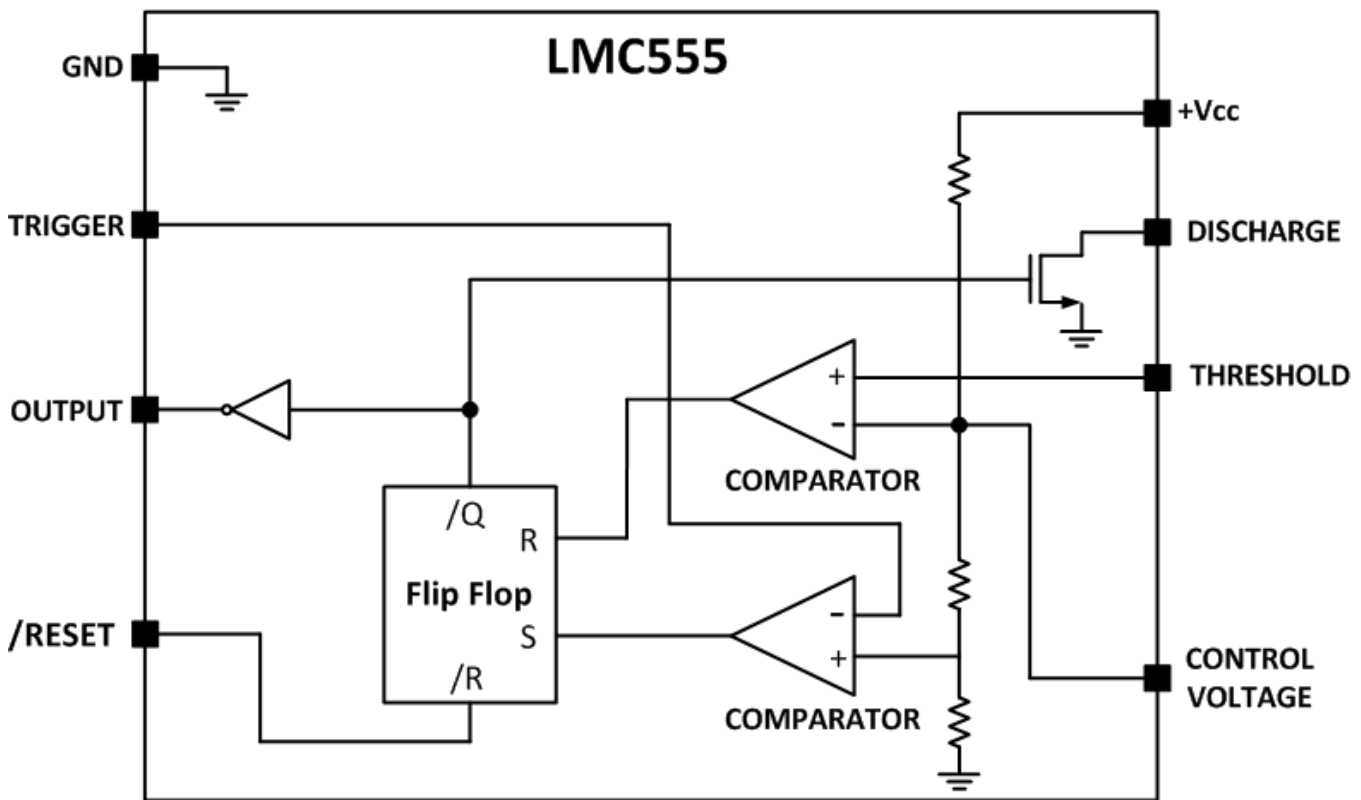 LMC555
GND
+Vcc
TRIGGER
DISCHARGE
+
THRESHOLD
OUTPUT
-
COMPARATOR
/Q
R
Flip Flop
-
/RESET
S
+
/R
COMPARATOR
CONTROL
VOLTAGE